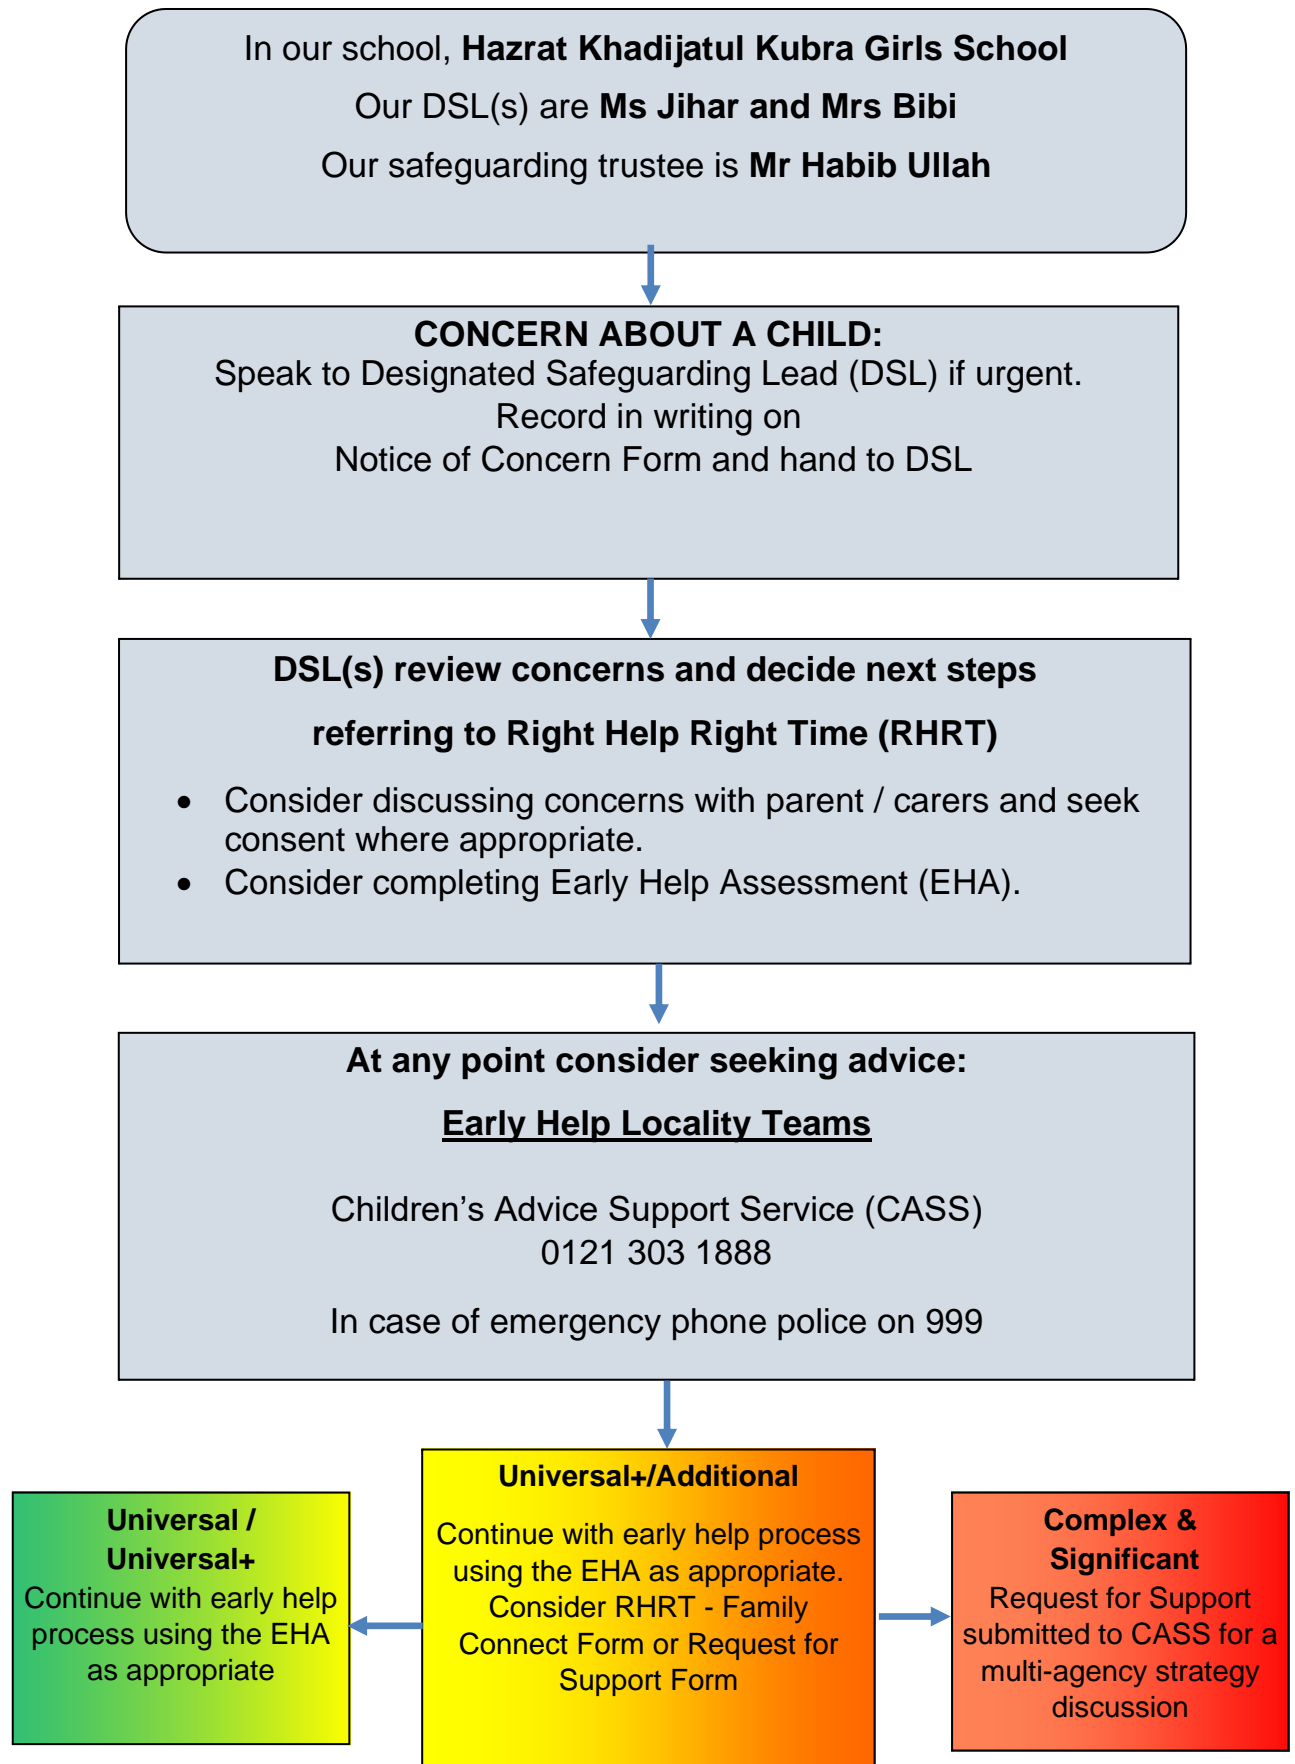 In our school, Hazrat Khadijatul Kubra Girls School
Our DSL(s) are Ms Jihar and Mrs Bibi
Our safeguarding trustee is Mr Habib Ullah
CONCERN ABOUT A CHILD:
Speak to Designated Safeguarding Lead (DSL) if urgent.
Record in writing on
Notice of Concern Form and hand to DSL
DSL(s) review concerns and decide next steps
referring to Right Help Right Time (RHRT)
• Consider discussing concerns with parent / carers and seek
consent where appropriate.
• Consider completing Early Help Assessment (EHA).
At any point consider seeking advice:
Early Help Locality Teams
Children’s Advice Support Service (CASS)
0121 303 1888
In case of emergency phone police on 999
Universal /
Universal+
Continue with early help
process using the EHA
as appropriate
Universal+/Additional
Continue with early help process
using the EHA as appropriate.
Consider RHRT - Family
Connect Form or Request for
Support Form
Complex &
Significant
Request for Support
submitted to CASS for a
multi-agency strategy
discussion